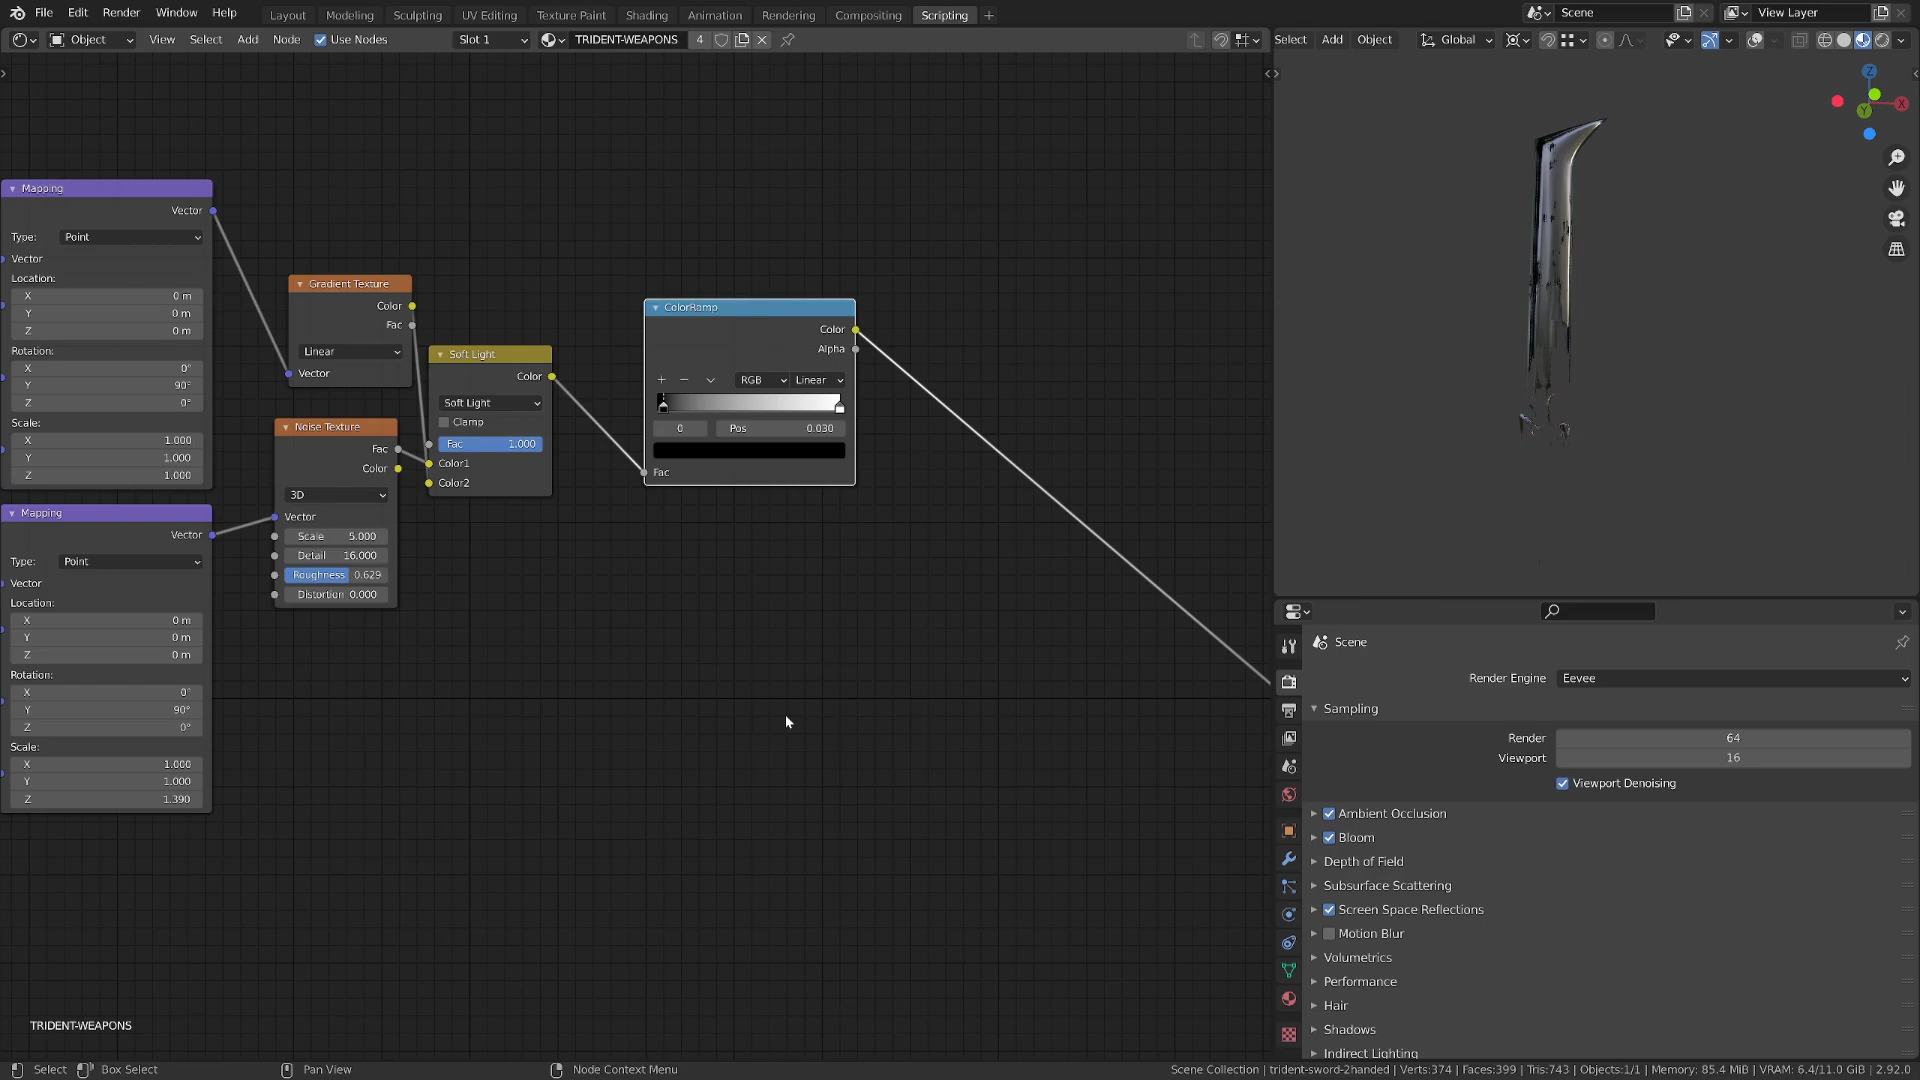 File Edit Render Window Help Layout Modeling Sculpting UV Editing Texture Paint Shading Animation Rendering Compositing Scripting + Scene View Layer
Object View Select Add Node Use Nodes Slot 1 TRIDENT-WEAPONS 4 Select Add Object Global
Z
X
Y
Mapping
Vector
Type: Point
Vector
Location:
X 0 m
Y 0 m
Z 0 m
Rotation:
X 0°
Y 90°
Z 0°
Scale:
X 1.000
Y 1.000
Z 1.000
Mapping
Vector
Type: Point
Vector
Location:
X 0 m
Y 0 m
Z 0 m
Rotation:
X 0°
Y 90°
Z 0°
Scale:
X 1.000
Y 1.000
Z 1.390
Gradient Texture
Color
Fac
Linear
Vector
Noise Texture
Fac
Color
3D
Vector
Scale 5.000
Detail 16.000
Roughness 0.629
Distortion 0.000
Soft Light
Color
Soft Light
Clamp
Fac 1.000
Color1
Color2
ColorRamp
Color
Alpha
+ − RGB Linear
0 Pos 0.030
Fac
Scene
Render Engine Eevee
Sampling
Render 64
Viewport 16
Viewport Denoising
Ambient Occlusion
Bloom
Depth of Field
Subsurface Scattering
Screen Space Reflections
Motion Blur
Volumetrics
Performance
Hair
Shadows
Indirect Lighting
TRIDENT-WEAPONS
Select Box Select Pan View Node Context Menu Scene Collection | trident-sword-2handed | Verts:374 | Faces:399 | Tris:743 | Objects:1/1 | Memory: 85.4 MiB | VRAM: 6.4/11.0 GiB | 2.92.0